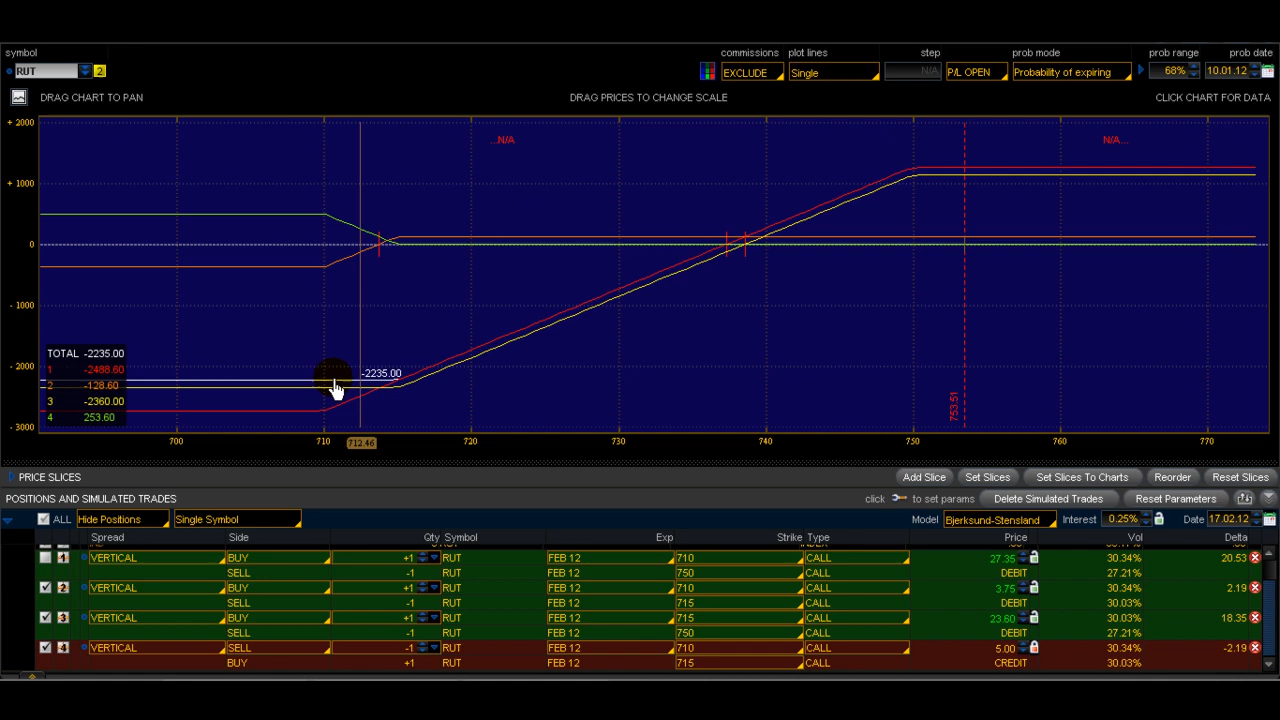 symbol commissions plot lines step prob mode prob range prob date
RUT 2 EXCLUDE Single N/A P/L OPEN Probability of expiring 68% 10.01.12
DRAG CHART TO PAN DRAG PRICES TO CHANGE SCALE CLICK CHART FOR DATA
+ 2000
...N/A N/A...
+ 1000
0
- 1000
- 2000
- 3000
TOTAL -2235.00
1 -2498.60
2 -128.60
3 -2360.00
4 253.60
-2235.00
753.51
700 710 712.46 720 730 740 750 760 770
PRICE SLICES Add Slice Set Slices Set Slices To Charts Reorder Reset Slices
POSITIONS AND SIMULATED TRADES click to set params Delete Simulated Trades Reset Parameters
ALL Hide Positions Single Symbol Model Bjerksund-Stensland Interest 0.25% Date 17.02.12
Spread Side Qty Symbol Exp Strike Type Price Vol Delta
1 VERTICAL BUY +1 RUT FEB 12 710 CALL 27.35 30.34% 20.53
SELL -1 RUT FEB 12 750 CALL DEBIT 27.21%
2 VERTICAL BUY +1 RUT FEB 12 710 CALL 3.75 30.34% 2.19
SELL -1 RUT FEB 12 715 CALL DEBIT 30.03%
3 VERTICAL BUY +1 RUT FEB 12 715 CALL 23.60 30.03% 18.35
SELL -1 RUT FEB 12 750 CALL DEBIT 27.21%
4 VERTICAL SELL -1 RUT FEB 12 710 CALL 5.00 30.34% -2.19
BUY +1 RUT FEB 12 715 CALL CREDIT 30.03%